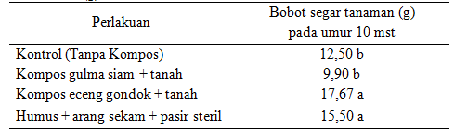 Perlakuan Bobot segar tanaman (g)
pada umur 10 mst
Kontrol (Tanpa Kompos) 12,50 b
Kompos gulma siam + tanah 9,90 b
Kompos eceng gondok + tanah 17,67 a
Humus + arang sekam + pasir steril 15,50 a